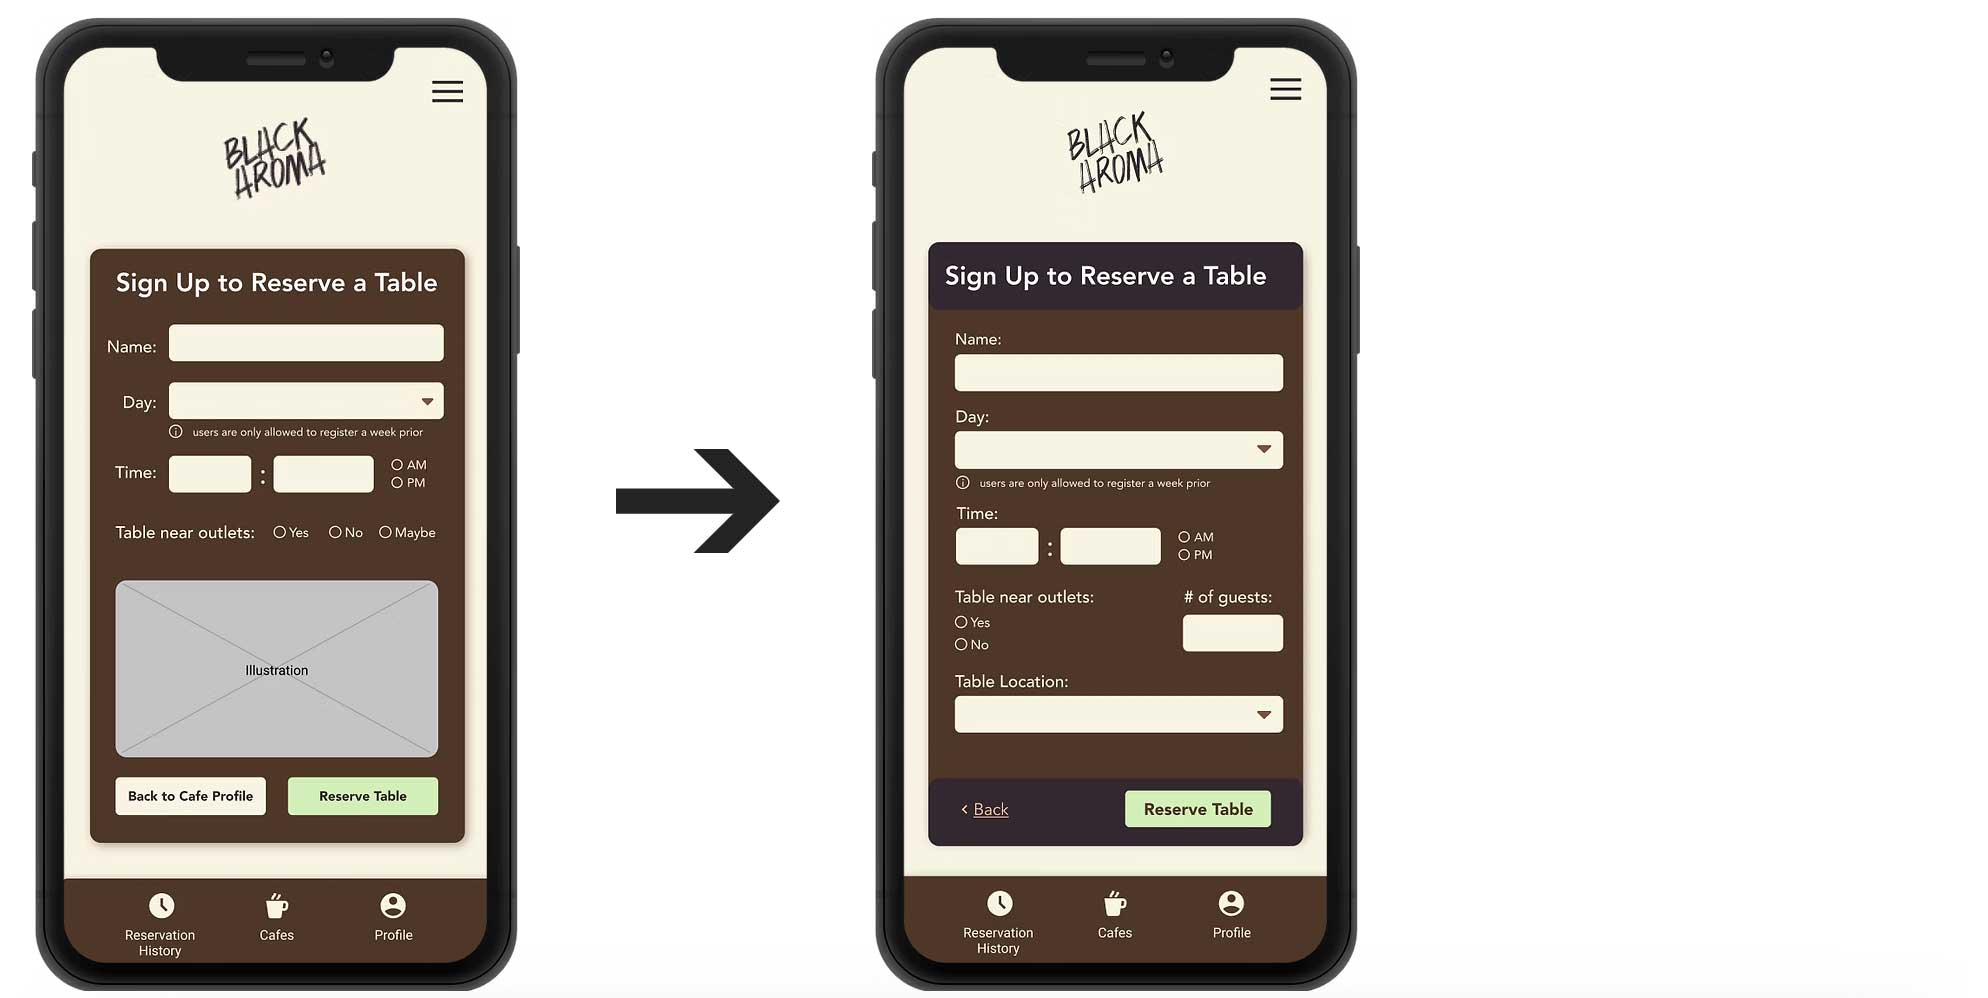 BLACK
AROMA
Sign Up to Reserve a Table
Name:
Day:
users are only allowed to register a week prior
Time: : AM
PM
Table near outlets: Yes No Maybe
Illustration
Back to Cafe Profile Reserve Table
Reservation History
Cafes
Profile
BLACK
AROMA
Sign Up to Reserve a Table
Name:
Day:
users are only allowed to register a week prior
Time:
: AM
PM
Table near outlets:
Yes
No
# of guests:
Table Location:
< Back Reserve Table
Reservation History
Cafes
Profile